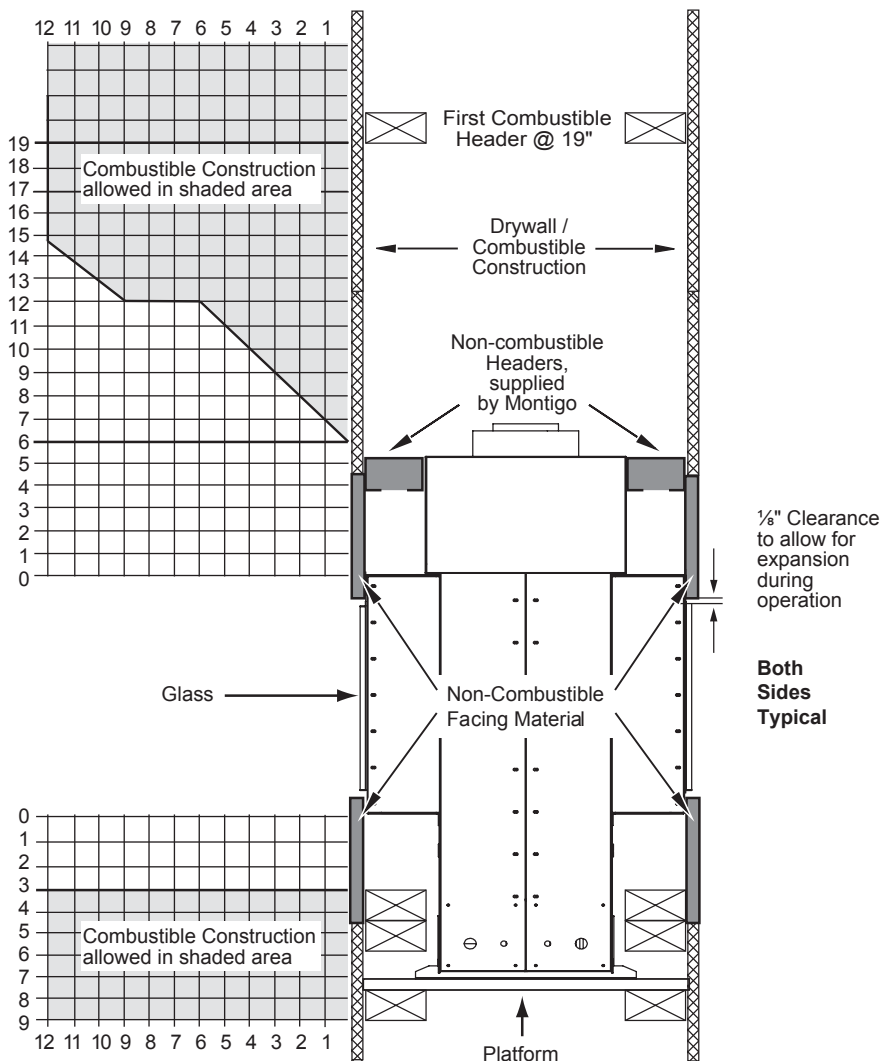 12 11 10 9 8 7 6 5 4 3 2 1
First Combustible
Header @ 19"
19
18
17
16
15
14
13
12
11
10
9
8
7
6
5
4
3
2
1
0
Combustible Construction
allowed in shaded area
Drywall /
Combustible
Construction
Non-combustible
Headers,
supplied
by Montigo
⅛" Clearance
to allow for
expansion
during
operation
Both
Sides
Typical
Glass
Non-Combustible
Facing Material
0
1
2
3
4
5
6
7
8
9
Combustible Construction
allowed in shaded area
12 11 10 9 8 7 6 5 4 3 2 1
Platform